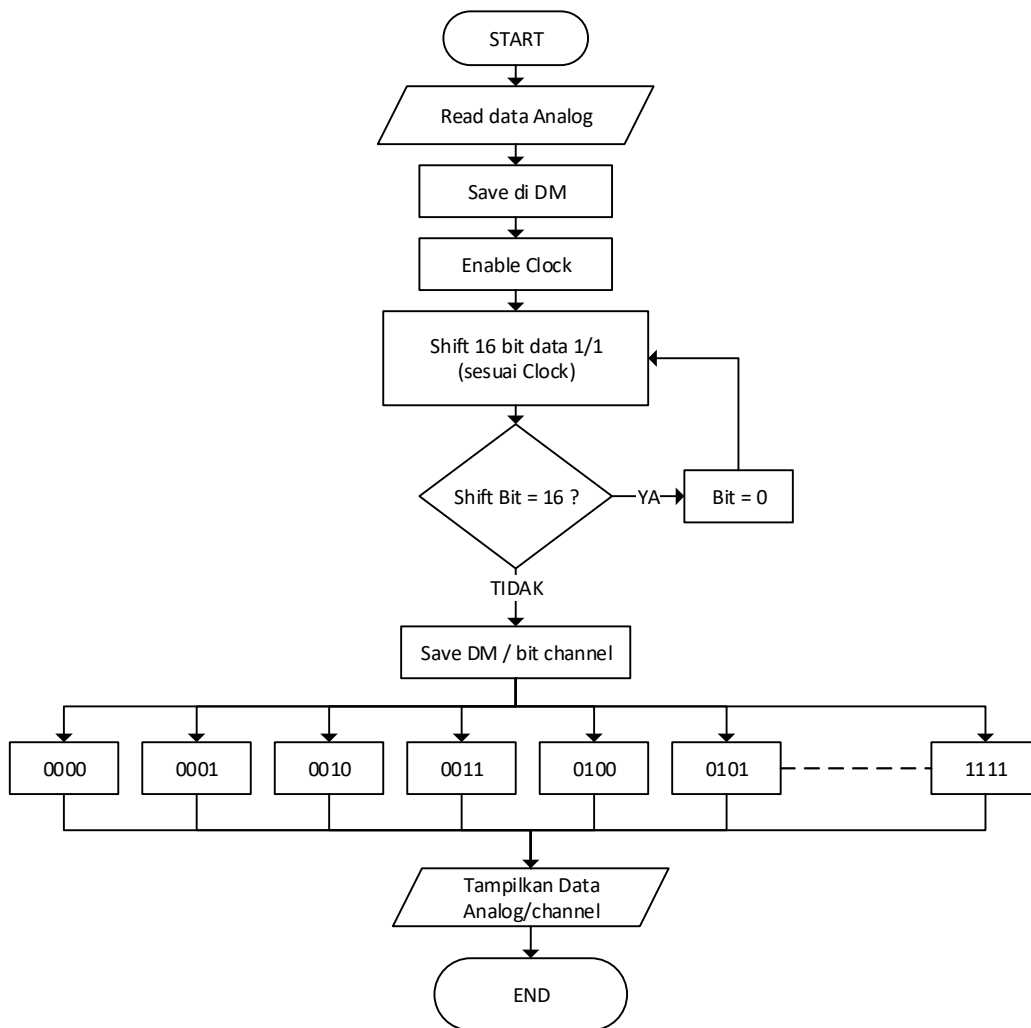 START
Read data Analog
Save di DM
Enable Clock
Shift 16 bit data 1/1
(sesuai Clock)
Shift Bit = 16 ?
YA
Bit = 0
TIDAK
Save DM / bit channel
0000
0001
0010
0011
0100
0101
1111
Tampilkan Data
Analog/channel
END